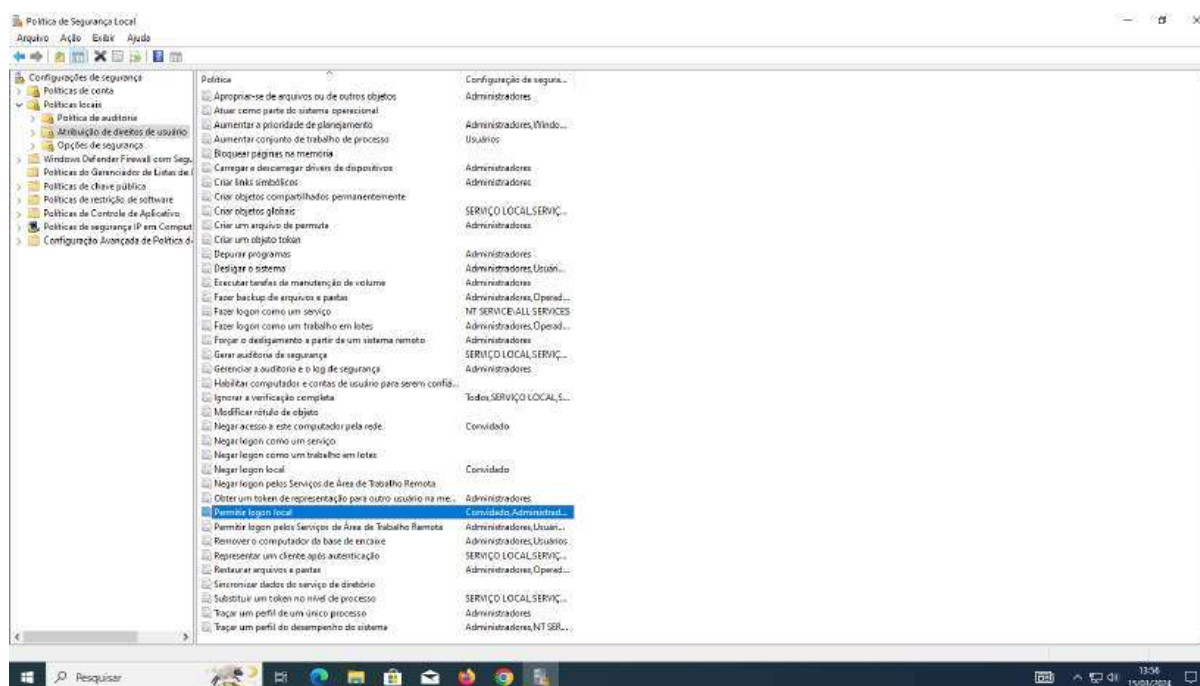 Política de Segurança Local
Arquivo Ação Exibir Ajuda
Configurações de segurança
Políticas de conta
Políticas locais
Política de auditoria
Atribuição de direitos de usuário
Opções de segurança
Windows Defender Firewall com Segu
Políticas do Gerenciador de Listas de
Políticas de chave pública
Políticas de restrição de software
Políticas de Controle de Aplicativo
Políticas de segurança IP em Comput
Configuração Avançada de Política d
Política Configuração de segura...
Apropriar-se de arquivos ou de outros objetos Administradores
Atuar como parte do sistema operacional
Aumentar a prioridade de planejamento Administradores,Windo...
Aumentar conjunto de trabalho de processo Usuários
Bloquear páginas na memória
Carregar e descarregar drivers de dispositivos Administradores
Criar links simbólicos Administradores
Criar objetos compartilhados permanentemente
Criar objetos globais SERVIÇO LOCAL,SERVIÇ...
Criar um arquivo de permuta Administradores
Criar um objeto token
Depurar programas Administradores
Desligar o sistema Administradores,Usuári...
Executar tarefas de manutenção de volume Administradores
Fazer backup de arquivos e pastas Administradores,Operad...
Fazer logon como um serviço NT SERVICE\ALL SERVICES
Fazer logon como um trabalho em lotes Administradores,Operad...
Forçar o desligamento a partir de um sistema remoto Administradores
Gerar auditoria de segurança SERVIÇO LOCAL,SERVIÇ...
Gerenciar a auditoria e o log de segurança Administradores
Habilitar computador e contas de usuário para serem confiá...
Ignorar a verificação completa Todos,SERVIÇO LOCAL,S...
Modificar rótulo de objeto
Negar acesso a este computador pela rede Convidado
Negar logon como um serviço
Negar logon como um trabalho em lotes
Negar logon local Convidado
Negar logon pelos Serviços de Área de Trabalho Remota
Obter um token de representação para outro usuário na me... Administradores
Permitir logon local Convidado,Administrad...
Permitir logon pelos Serviços de Área de Trabalho Remota Administradores,Usuári...
Remover o computador da base de encaixe Administradores,Usuários
Representar um cliente após autenticação SERVIÇO LOCAL,SERVIÇ...
Restaurar arquivos e pastas Administradores,Operad...
Sincronizar dados do serviço de diretório
Substituir um token no nível de processo SERVIÇO LOCAL,SERVIÇ...
Traçar um perfil de um único processo Administradores
Traçar um perfil do desempenho do sistema Administradores,NT SER...
Pesquisar
13:56
15/03/2024